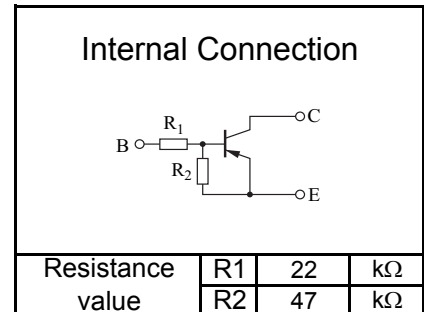 Internal Connection
C
R1
B
R2
E
Resistance value R1 22 kΩ
R2 47 kΩ